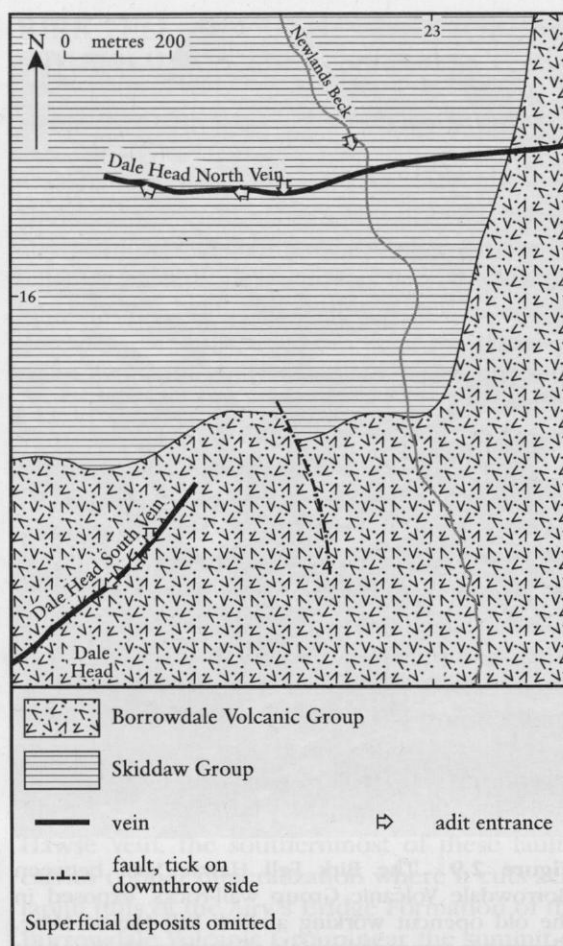 23
N
0 metres 200
Newlands Beck
Dale Head North Vein
16
Dale Head South Vein
Dale
Head
Borrowdale Volcanic Group
Skiddaw Group
vein
adit entrance
fault, tick on
downthrow side
Superficial deposits omitted